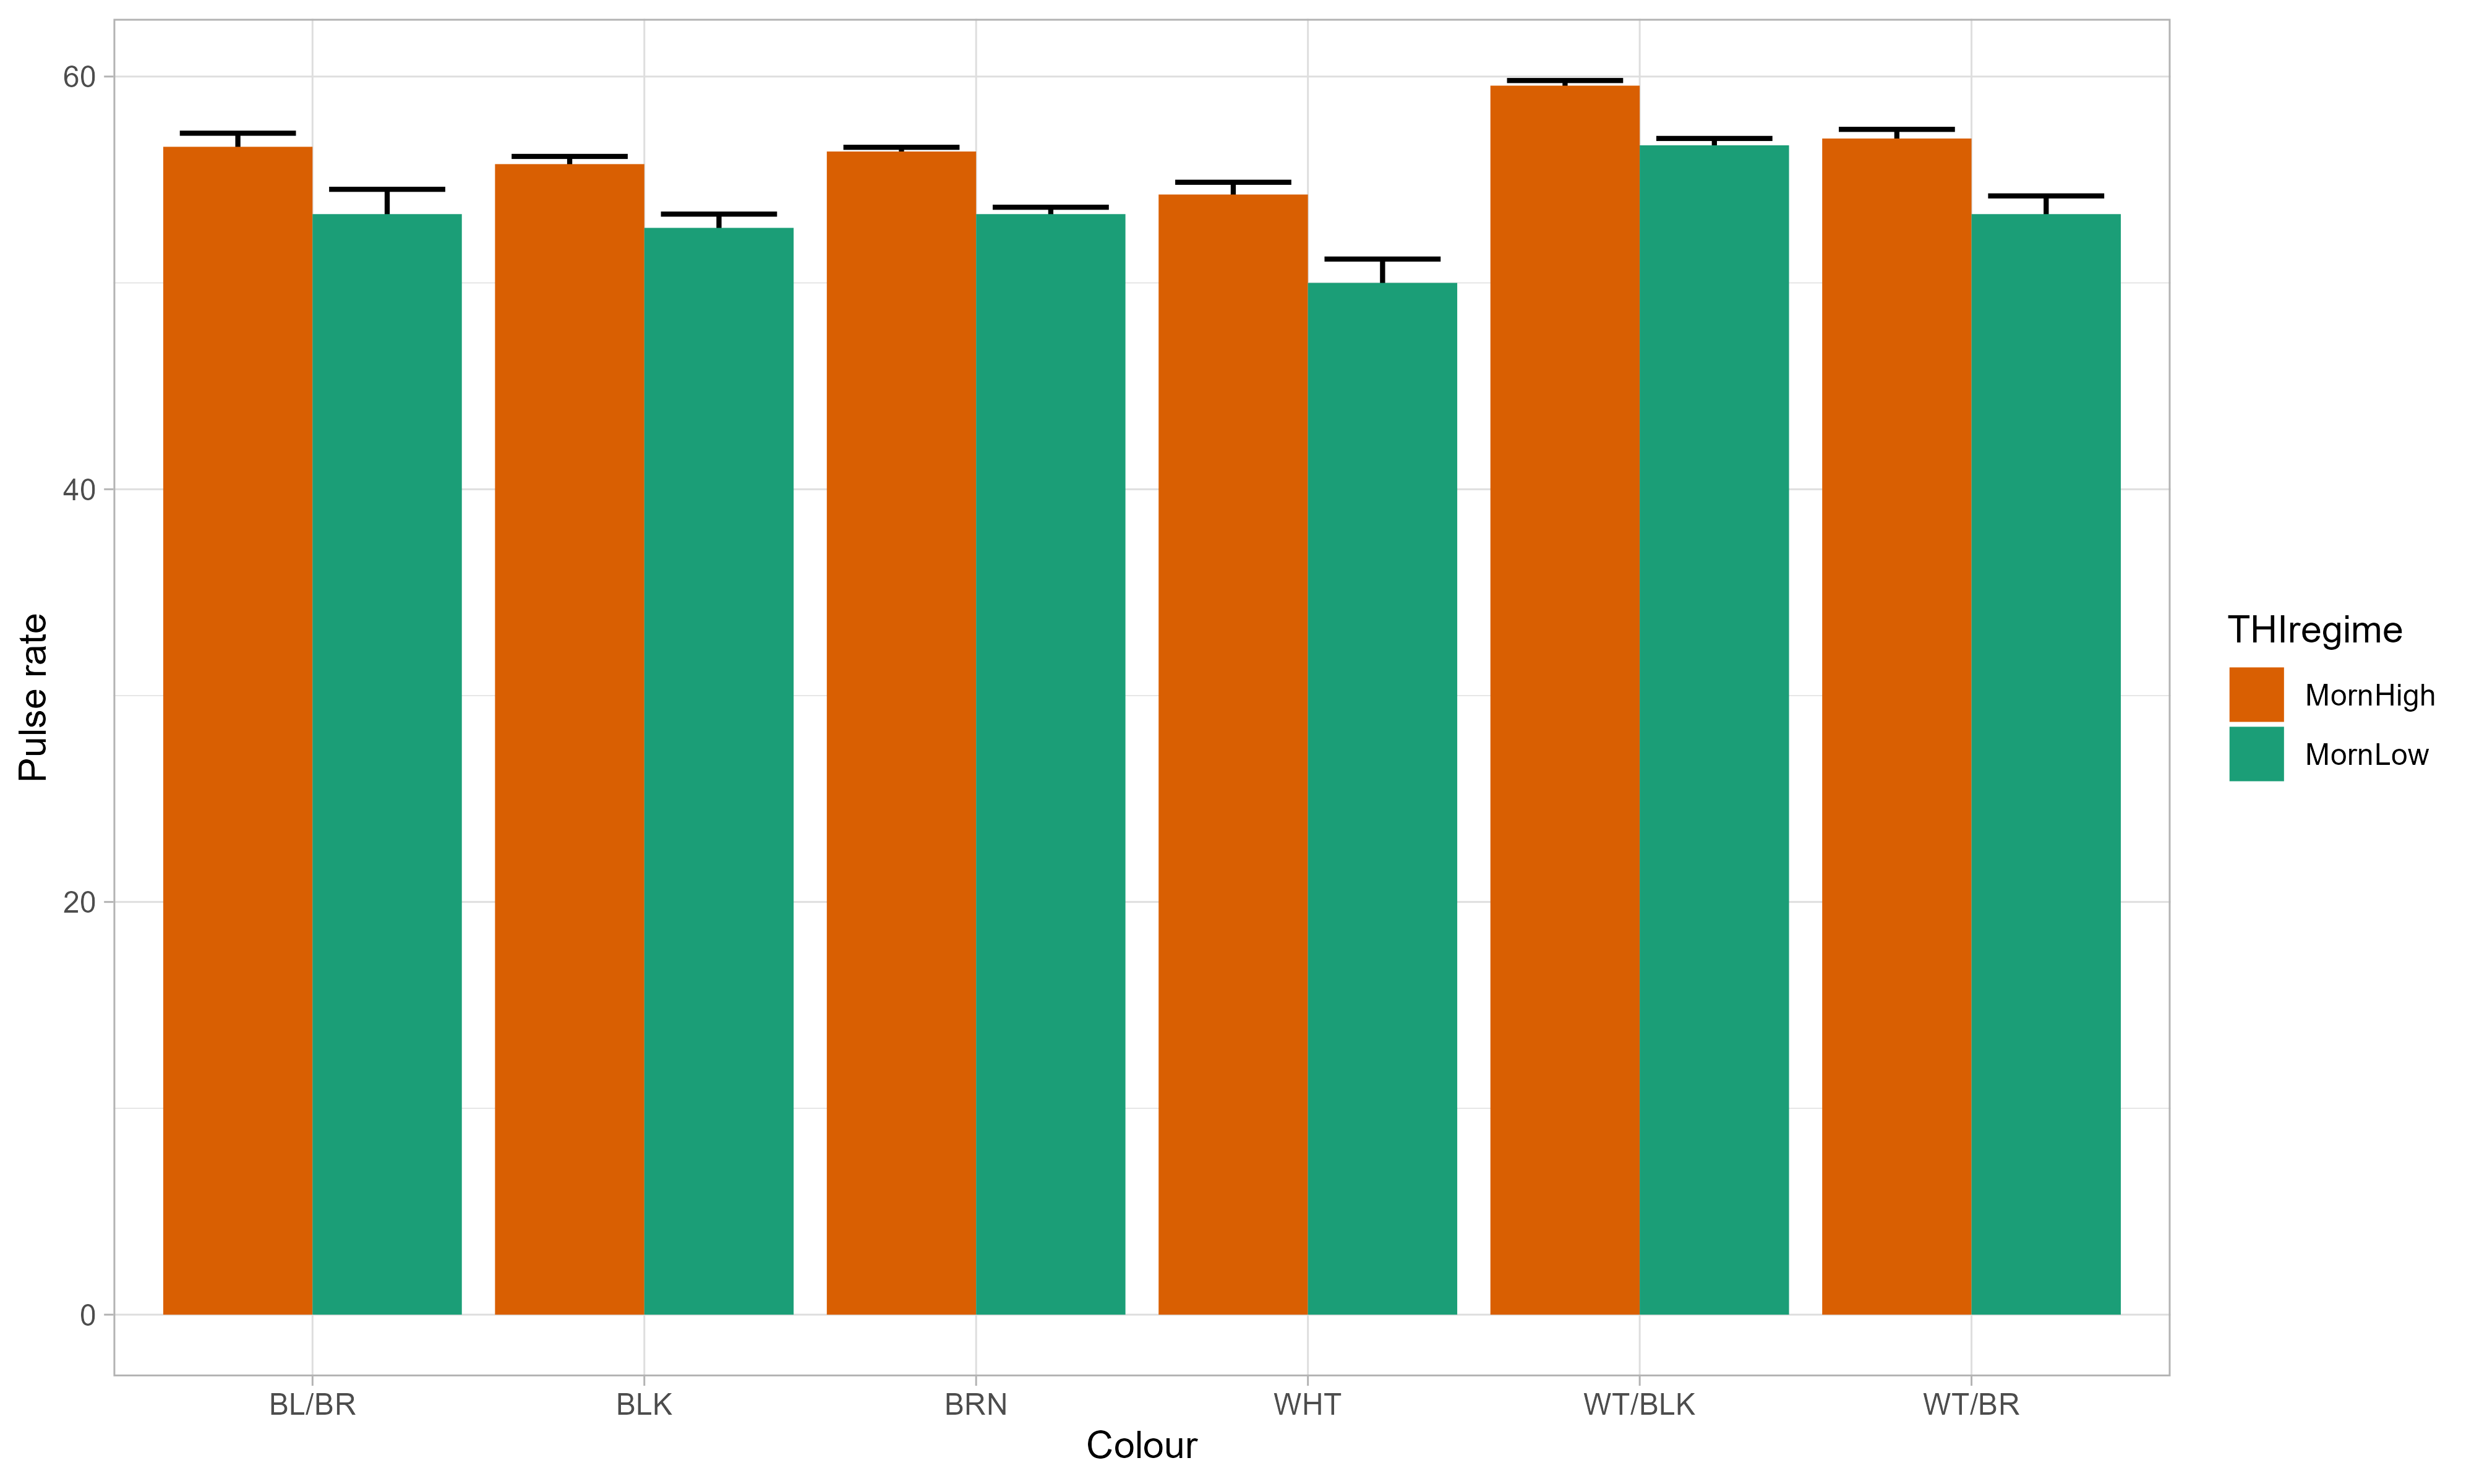 60
40
20
0
Pulse rate
BL/BR
BLK
BRN
WHT
WT/BLK
WT/BR
Colour
THIregime
MornHigh
MornLow